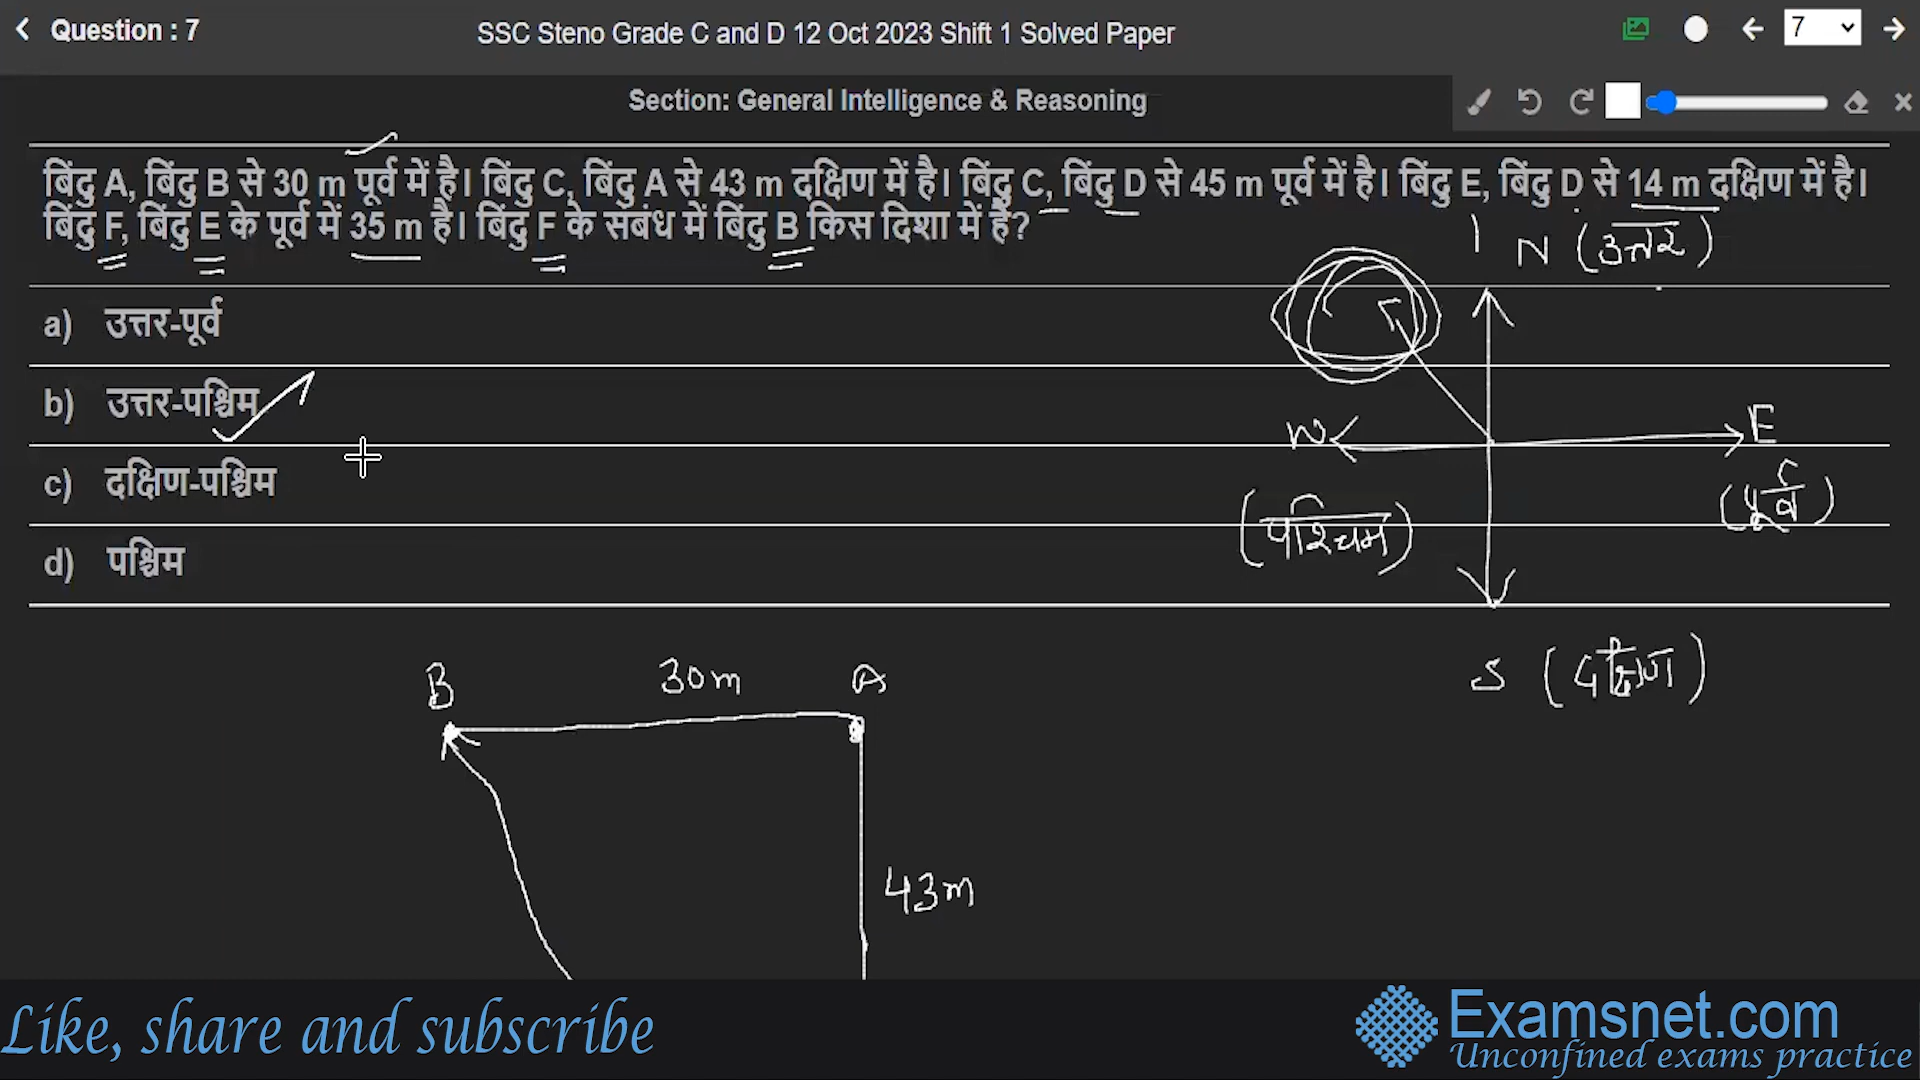 Question : 7
SSC Steno Grade C and D 12 Oct 2023 Shift 1 Solved Paper
7
Section: General Intelligence & Reasoning
बिंदु A, बिंदु B से 30 m पूर्व में है। बिंदु C, बिंदु A से 43 m दक्षिण में है। बिंदु C, बिंदु D से 45 m पूर्व में है। बिंदु E, बिंदु D से 14 m दक्षिण में है।
बिंदु F, बिंदु E के पूर्व में 35 m है। बिंदु F के सबंध में बिंदु B किस दिशा में है?
N (उत्तर)
a) उत्तर-पूर्व
b) उत्तर-पश्चिम
W
E
c) दक्षिण-पश्चिम
(पूर्व)
(पश्चिम)
d) पश्चिम
S (दक्षिण)
B 30m A
43m
Like, share and subscribe
Examsnet.com
Unconfined exams practice